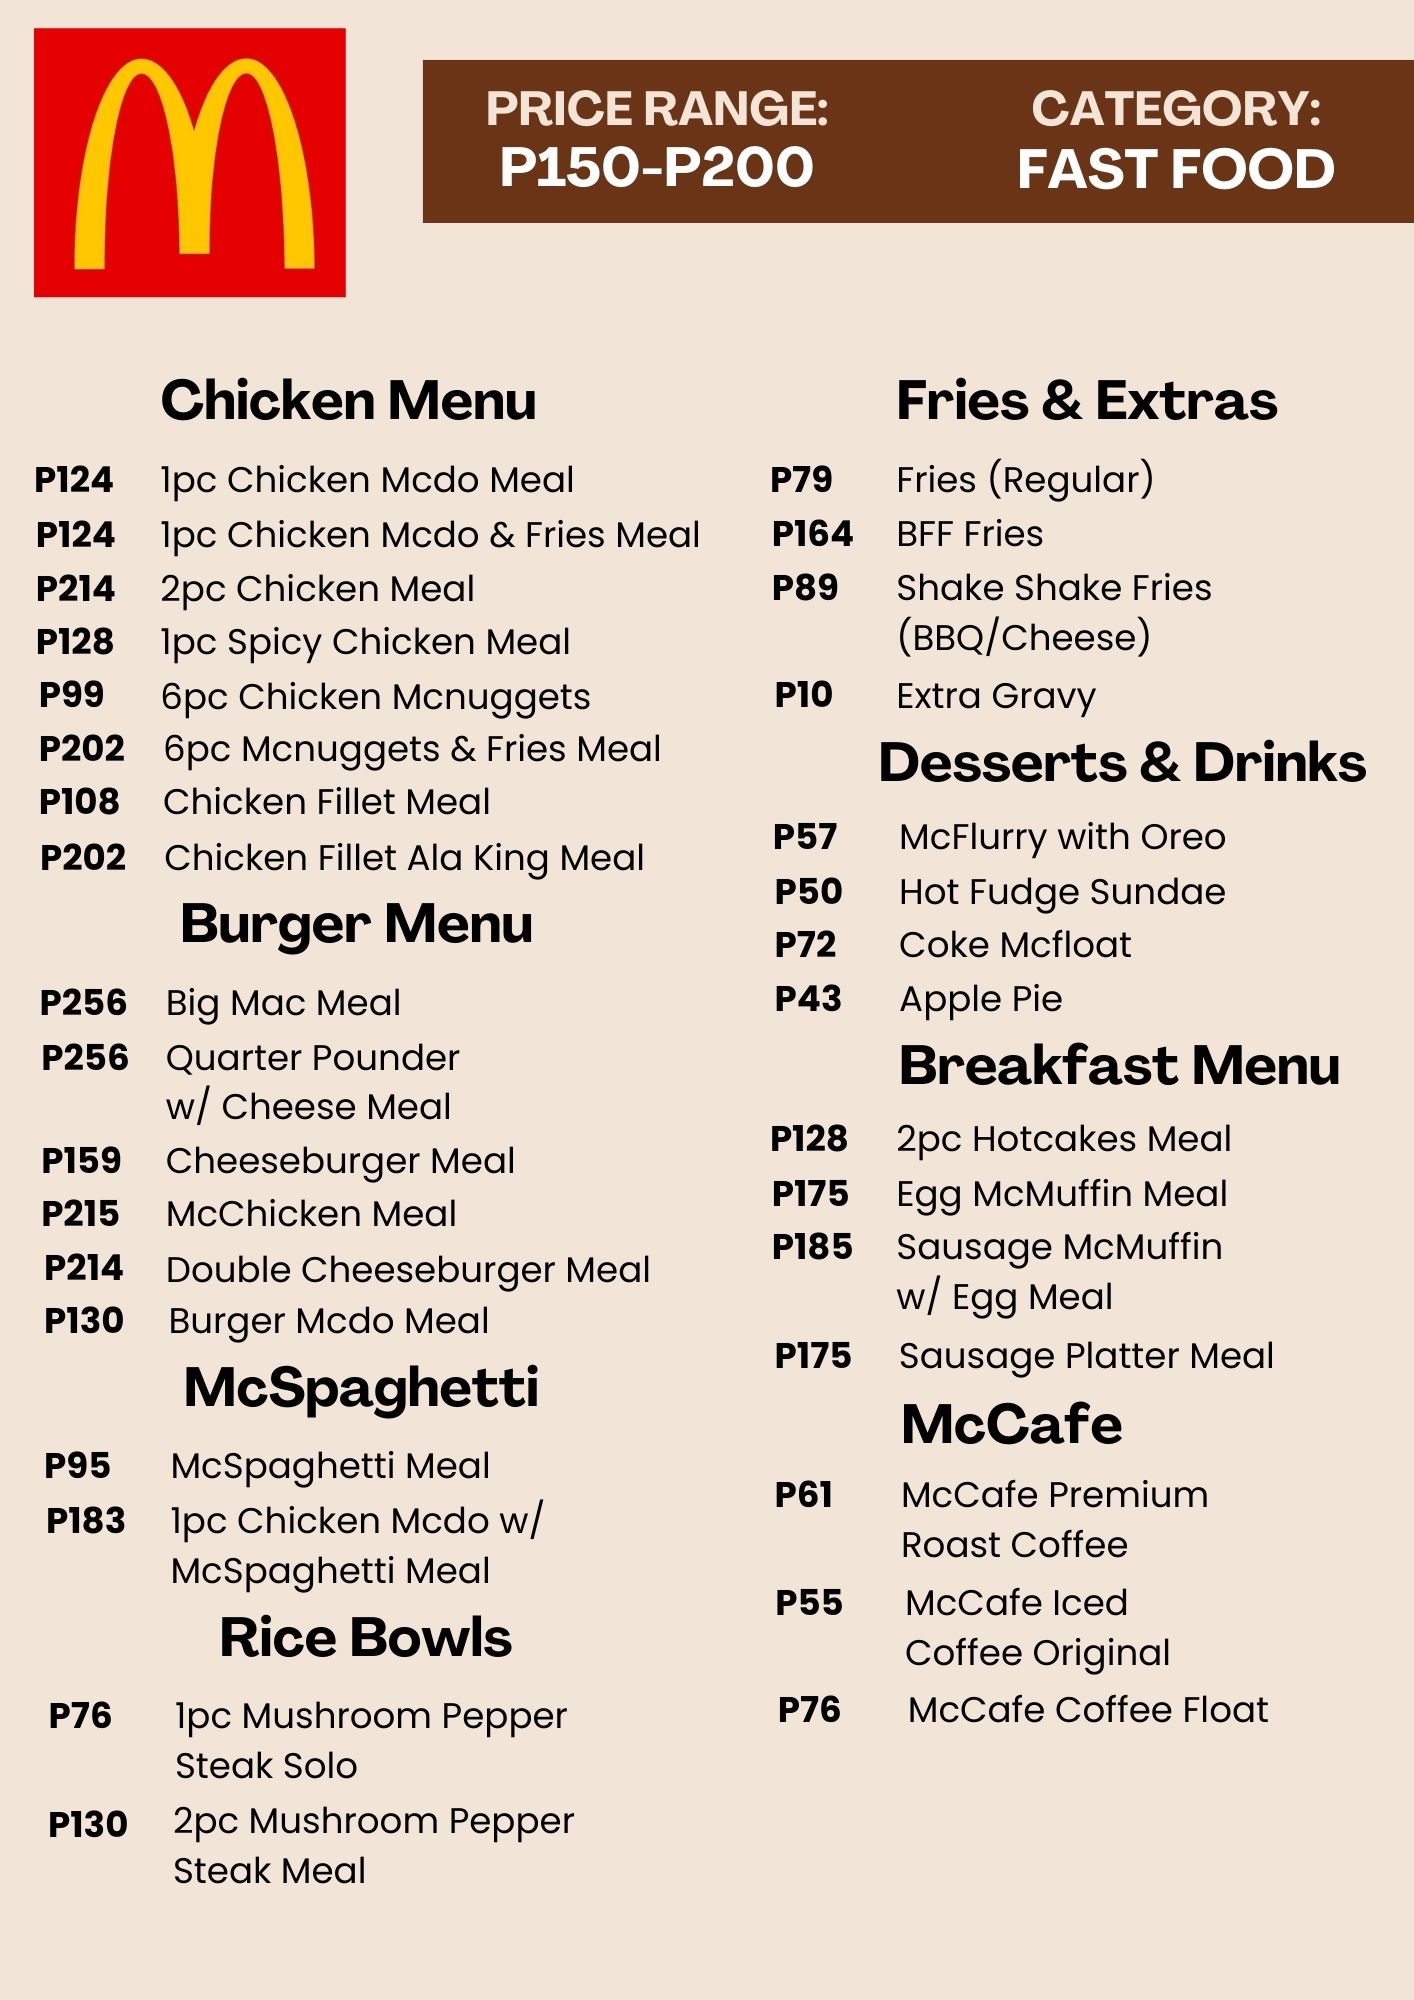 PRICE RANGE:
P150-P200
CATEGORY:
FAST FOOD
Chicken Menu
P124 1pc Chicken Mcdo Meal
P124 1pc Chicken Mcdo & Fries Meal
P214 2pc Chicken Meal
P128 1pc Spicy Chicken Meal
P99 6pc Chicken Mcnuggets
P202 6pc Mcnuggets & Fries Meal
P108 Chicken Fillet Meal
P202 Chicken Fillet Ala King Meal
Burger Menu
P256 Big Mac Meal
P256 Quarter Pounder
w/ Cheese Meal
P159 Cheeseburger Meal
P215 McChicken Meal
P214 Double Cheeseburger Meal
P130 Burger Mcdo Meal
McSpaghetti
P95 McSpaghetti Meal
P183 1pc Chicken Mcdo w/
McSpaghetti Meal
Rice Bowls
P76 1pc Mushroom Pepper
Steak Solo
P130 2pc Mushroom Pepper
Steak Meal
Fries & Extras
P79 Fries (Regular)
P164 BFF Fries
P89 Shake Shake Fries
(BBQ/Cheese)
P10 Extra Gravy
Desserts & Drinks
P57 McFlurry with Oreo
P50 Hot Fudge Sundae
P72 Coke Mcfloat
P43 Apple Pie
Breakfast Menu
P128 2pc Hotcakes Meal
P175 Egg McMuffin Meal
P185 Sausage McMuffin
w/ Egg Meal
P175 Sausage Platter Meal
McCafe
P61 McCafe Premium
Roast Coffee
P55 McCafe Iced
Coffee Original
P76 McCafe Coffee Float